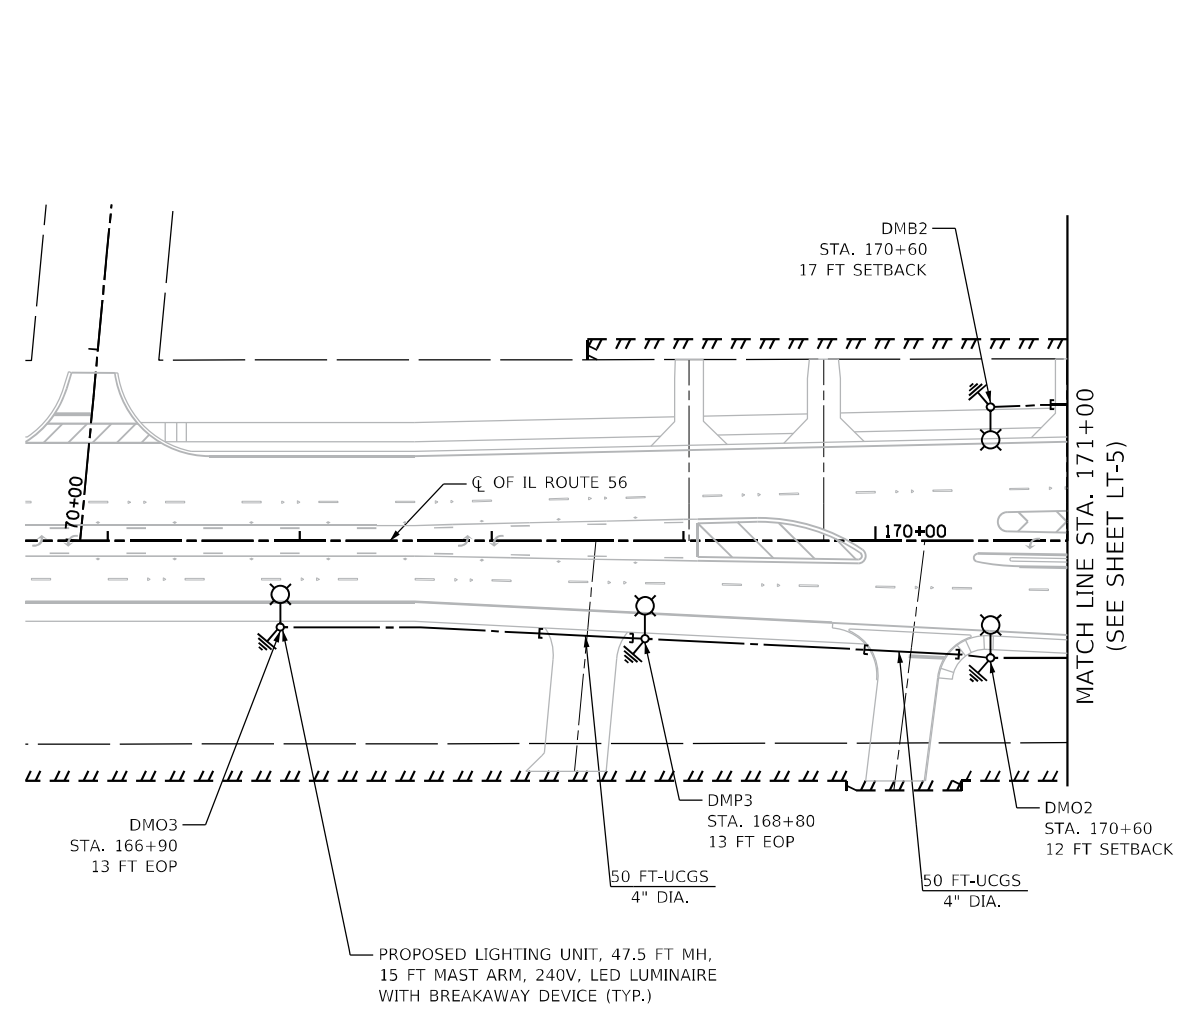 DMB2
STA. 170+60
17 FT SETBACK
MATCH LINE STA. 171+00
(SEE SHEET LT-5)
70+00
℄ OF IL ROUTE 56
170+00
DMO3
STA. 166+90
13 FT EOP
DMP3
STA. 168+80
13 FT EOP
DMO2
STA. 170+60
12 FT SETBACK
50 FT-UCGS
4" DIA.
50 FT-UCGS
4" DIA.
PROPOSED LIGHTING UNIT, 47.5 FT MH,
15 FT MAST ARM, 240V, LED LUMINAIRE
WITH BREAKAWAY DEVICE (TYP.)